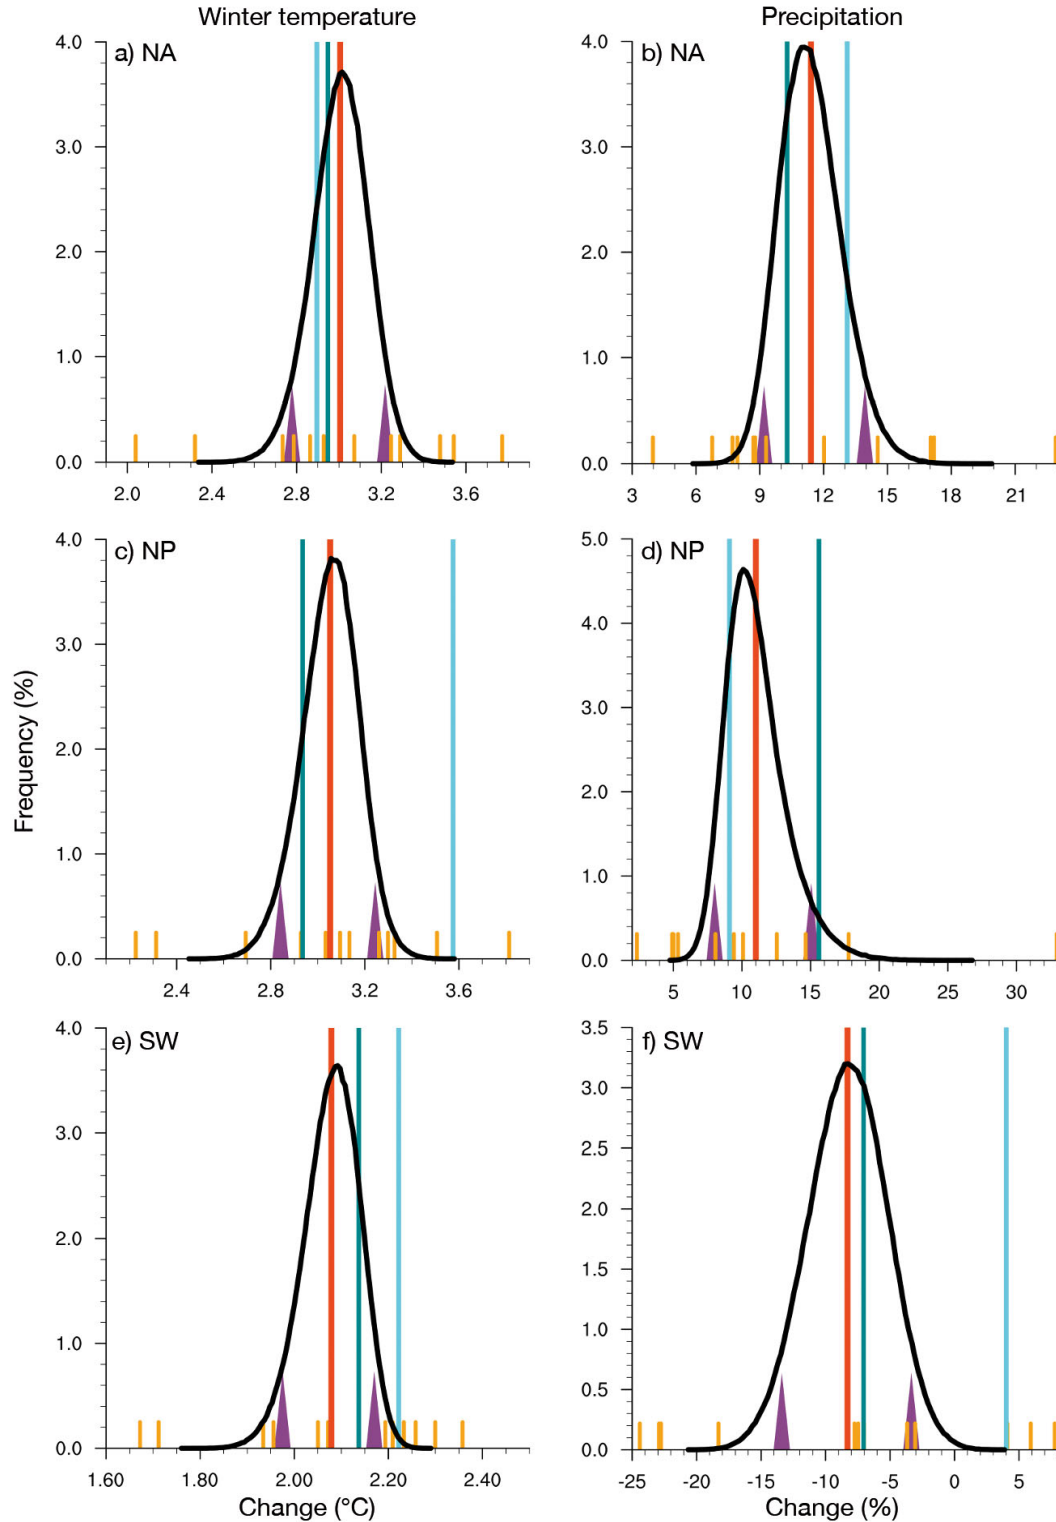 Winter temperature
Precipitation
a) NA
4.0
3.0
2.0
1.0
0.0
2.0 2.4 2.8 3.2 3.6
b) NA
4.0
3.0
2.0
1.0
0.0
3 6 9 12 15 18 21
c) NP
4.0
3.0
2.0
1.0
0.0
2.4 2.8 3.2 3.6
d) NP
5.0
4.0
3.0
2.0
1.0
0.0
5 10 15 20 25 30
Frequency (%)
e) SW
4.0
3.0
2.0
1.0
0.0
1.60 2.00 2.20 2.40
Change (°C)
f) SW
3.5
3.0
2.5
2.0
1.5
1.0
0.5
0.0
-25 -20 -15 -10 -5 0 5
Change (%)